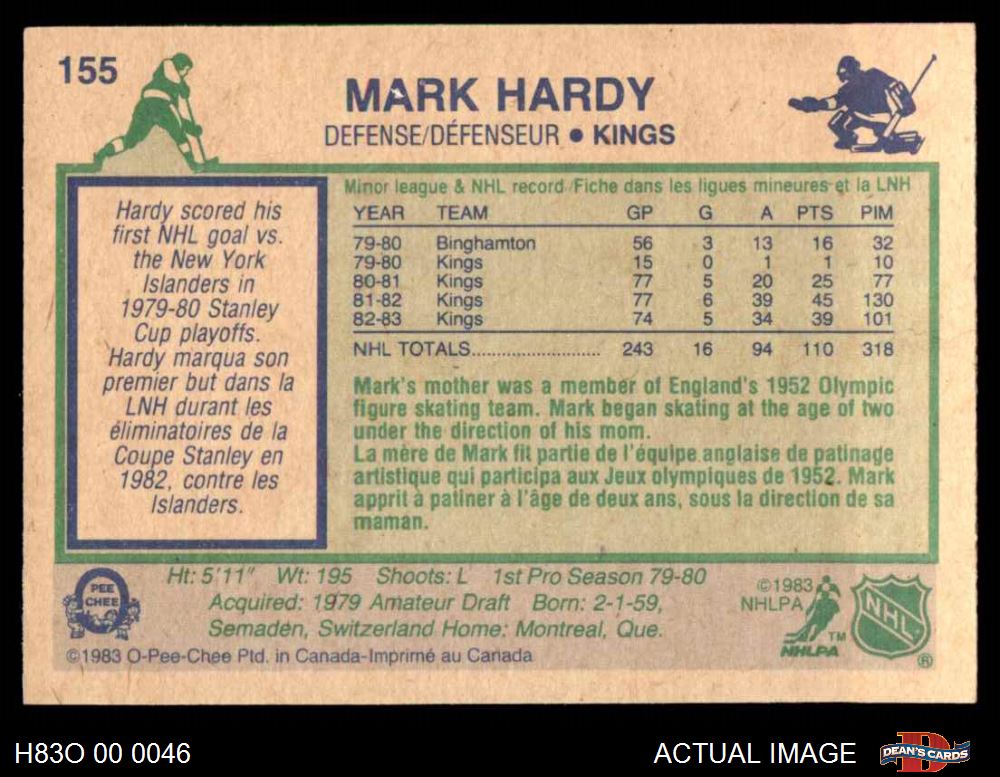 155
MARK HARDY
DEFENSE/DÉFENSEUR ● KINGS
Hardy scored his
first NHL goal vs.
the New York
Islanders in
1979-80 Stanley
Cup playoffs.
Hardy marqua son
premier but dans la
LNH durant les
éliminatoires de la
Coupe Stanley en
1982, contre les
Islanders.
Minor league & NHL record/Fiche dans les ligues mineures et la LNH
YEAR TEAM GP G A PTS PIM
79-80 Binghamton 56 3 13 16 32
79-80 Kings 15 0 1 1 10
80-81 Kings 77 5 20 25 77
81-82 Kings 77 6 39 45 130
82-83 Kings 74 5 34 39 101
NHL TOTALS............................ 243 16 94 110 318
Mark's mother was a member of England's 1952 Olympic
figure skating team. Mark began skating at the age of two
under the direction of his mom.
La mère de Mark fit partie de l'équipe anglaise de patinage
artistique qui participa aux Jeux olympiques de 1952. Mark
apprit à patiner à l'âge de deux ans, sous la direction de sa
maman.
PEE
CHEE
Ht: 5'11" Wt: 195 Shoots: L 1st Pro Season 79-80
Acquired: 1979 Amateur Draft Born: 2-1-59,
Semaden, Switzerland Home: Montreal, Que.
©1983 O-Pee-Chee Ptd. in Canada-Imprimé au Canada
©1983
NHLPA
TM
NHLPA
NHL
®
H83O 00 0046
ACTUAL IMAGE
D
DEAN'S CARDS